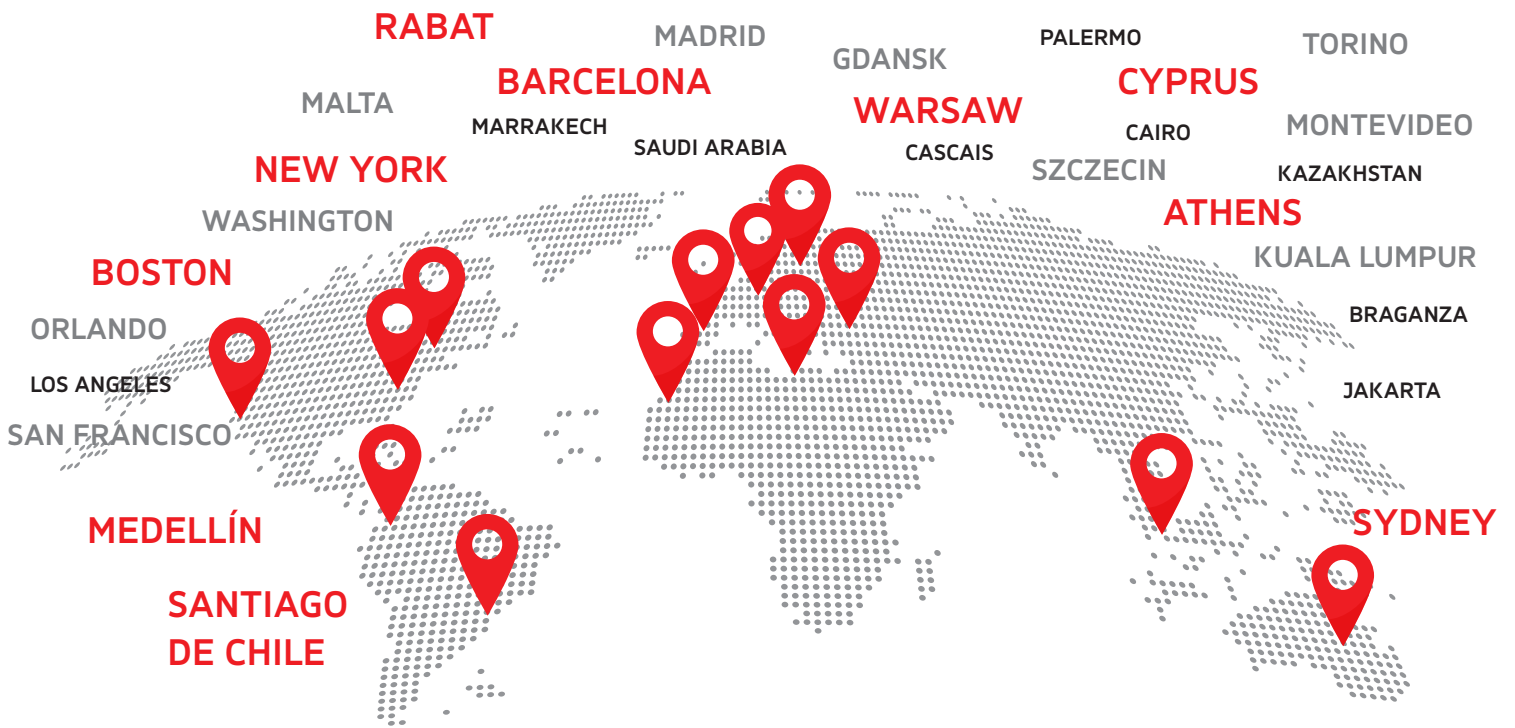 RABAT
MADRID
PALERMO
TORINO
GDANSK
BARCELONA
CYPRUS
MALTA
WARSAW
MARRAKECH
MONTEVIDEO
CAIRO
SAUDI ARABIA
CASCAIS
NEW YORK
SZCZECIN
KAZAKHSTAN
WASHINGTON
ATHENS
KUALA LUMPUR
BOSTON
BRAGANZA
ORLANDO
LOS ANGELES
JAKARTA
SAN FRANCISCO
MEDELLÍN
SYDNEY
SANTIAGO
DE CHILE